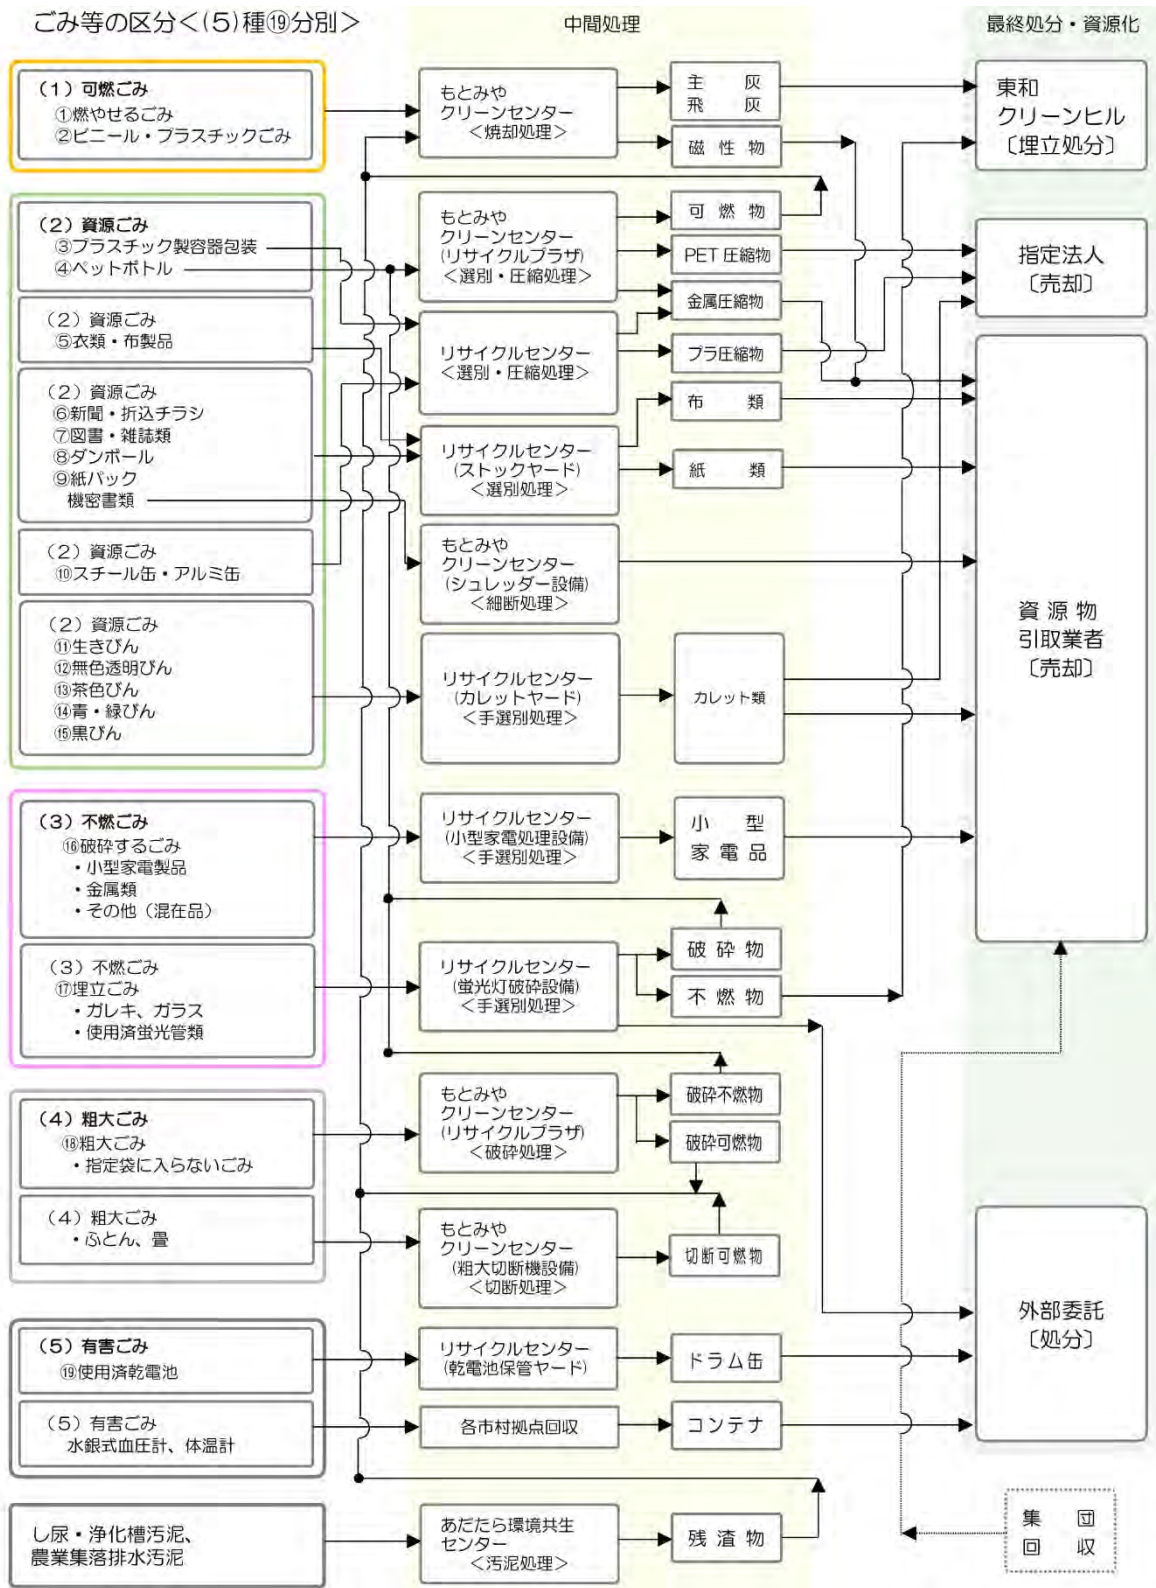 ごみ等の区分<(5)種⑲分別>
中間処理
最終処分・資源化
(1) 可燃ごみ
①燃やせるごみ
②ビニール・プラスチックごみ
もとみや
クリーンセンター
<焼却処理>
主 灰
飛 灰
磁 性 物
東和
クリーンヒル
〔埋立処分〕
(2) 資源ごみ
③プラスチック製容器包装
④ペットボトル
もとみや
クリーンセンター
(リサイクルプラザ)
<選別・圧縮処理>
可 燃 物
PET 圧縮物
金属圧縮物
指定法人
〔売却〕
(2) 資源ごみ
⑤衣類・布製品
リサイクルセンター
<選別・圧縮処理>
プラ圧縮物
(2) 資源ごみ
⑥新聞・折込チラシ
⑦図書・雑誌類
⑧ダンボール
⑨紙パック
機密書類
リサイクルセンター
(ストックヤード)
<選別処理>
布 類
紙 類
(2) 資源ごみ
⑩スチール缶・アルミ缶
もとみや
クリーンセンター
(シュレッダー設備)
<細断処理>
資 源 物
引取業者
〔売却〕
(2) 資源ごみ
⑪生きびん
⑫無色透明びん
⑬茶色びん
⑭青・緑びん
⑮黒びん
リサイクルセンター
(カレットヤード)
<手選別処理>
カレット類
(3) 不燃ごみ
⑯破砕するごみ
・小型家電製品
・金属類
・その他（混在品）
リサイクルセンター
(小型家電処理設備)
<手選別処理>
小 型
家 電 品
(3) 不燃ごみ
⑰埋立ごみ
・ガレキ、ガラス
・使用済蛍光管類
リサイクルセンター
(蛍光灯破砕設備)
<手選別処理>
破 砕 物
不 燃 物
(4) 粗大ごみ
⑱粗大ごみ
・指定袋に入らないごみ
もとみや
クリーンセンター
(リサイクルプラザ)
<破砕処理>
破砕不燃物
破砕可燃物
(4) 粗大ごみ
・ふとん、畳
もとみや
クリーンセンター
(粗大切断機設備)
<切断処理>
切断可燃物
外部委託
〔処分〕
(5) 有害ごみ
⑲使用済乾電池
リサイクルセンター
(乾電池保管ヤード)
ドラム缶
(5) 有害ごみ
水銀式血圧計、体温計
各市村拠点回収
コンテナ
し尿・浄化槽汚泥、
農業集落排水汚泥
あだたら環境共生
センター
<汚泥処理>
残 渣 物
集 団
回 収